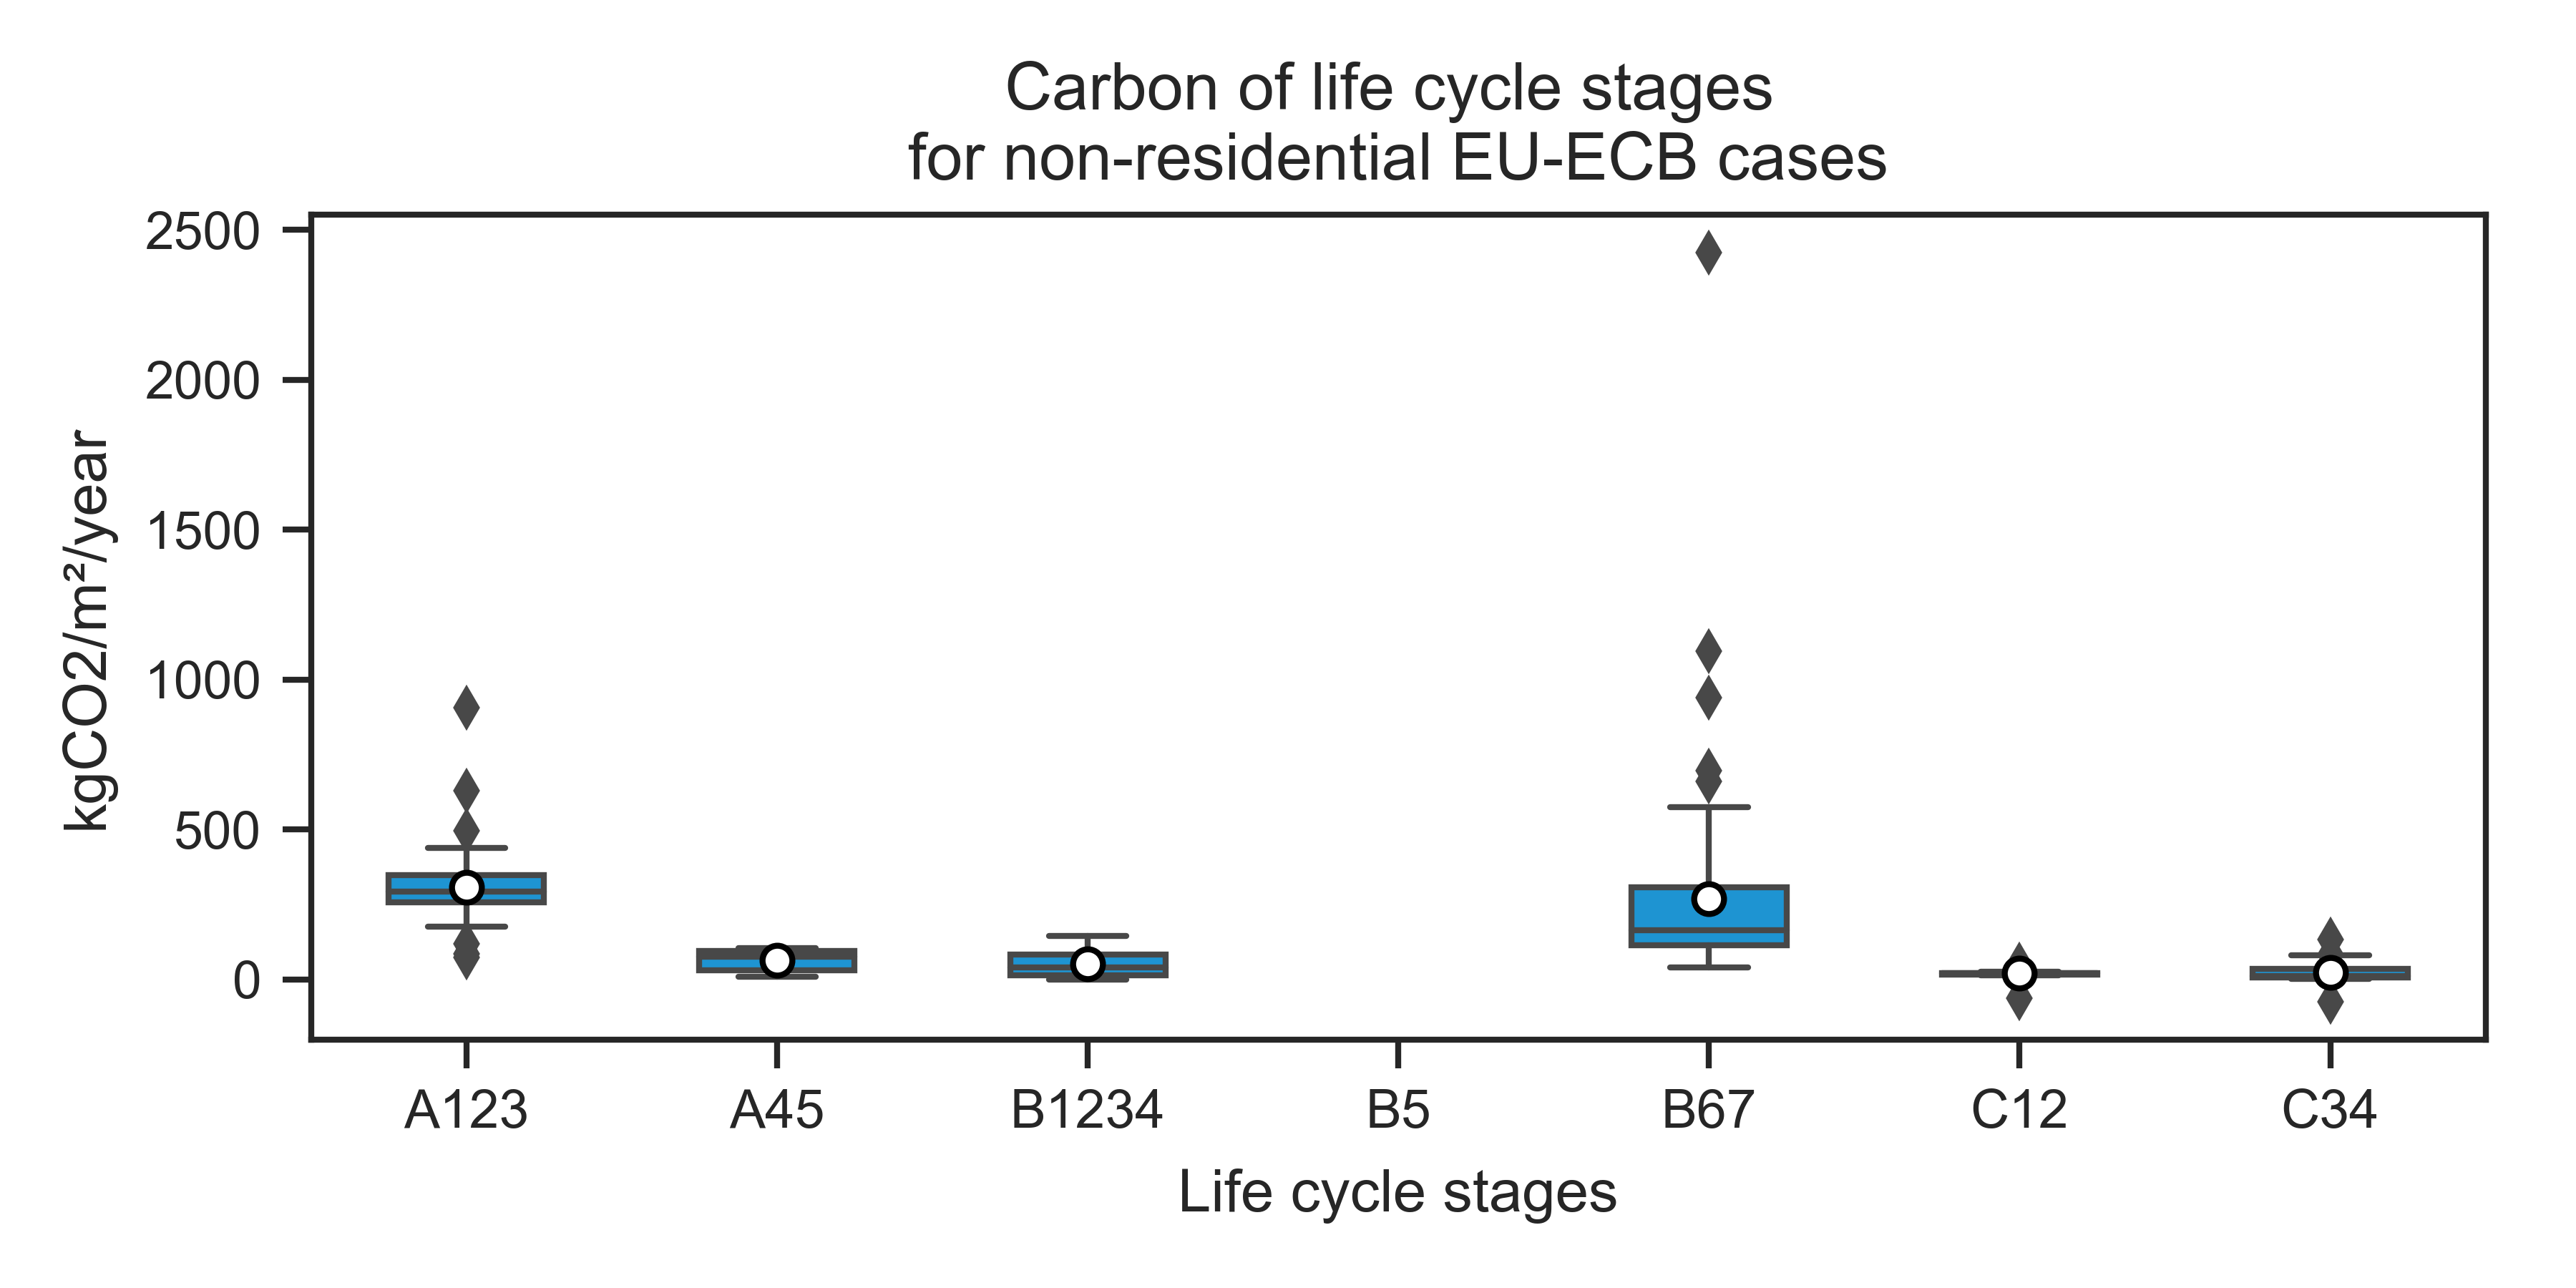 Carbon of life cycle stages
for non-residential EU-ECB cases
kgCO2/m²/year
2500
2000
1500
1000
500
0
A123
A45
B1234
B5
B67
C12
C34
Life cycle stages